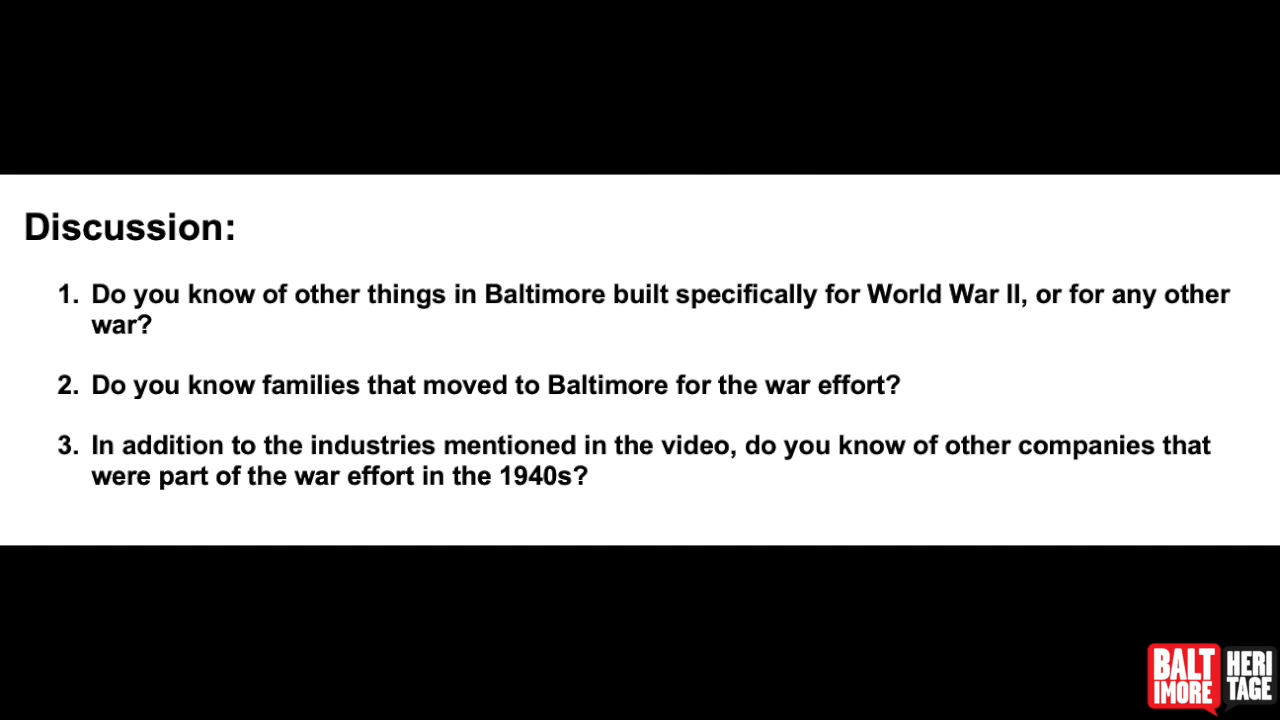 Discussion:
1. Do you know of other things in Baltimore built specifically for World War II, or for any other
war?
2. Do you know families that moved to Baltimore for the war effort?
3. In addition to the industries mentioned in the video, do you know of other companies that
were part of the war effort in the 1940s?
BALT HERI
IMORE TAGE